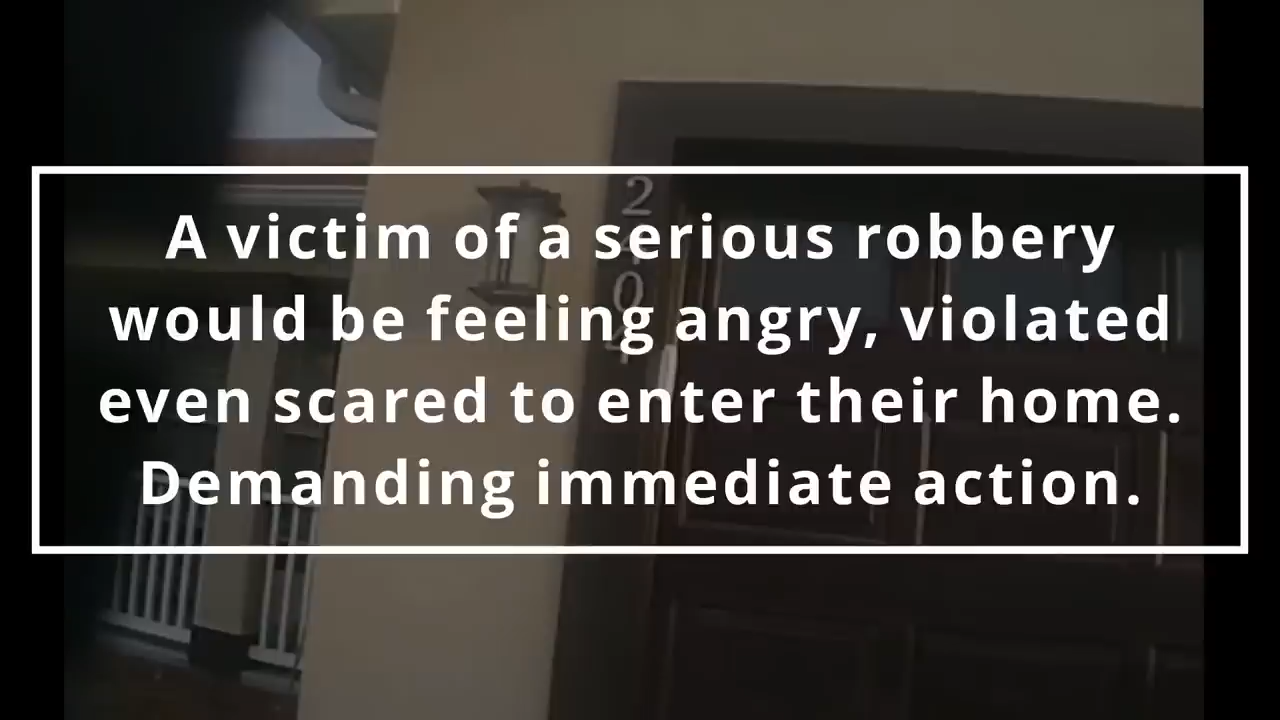 A victim of a serious robbery
would be feeling angry, violated
even scared to enter their home.
Demanding immediate action.